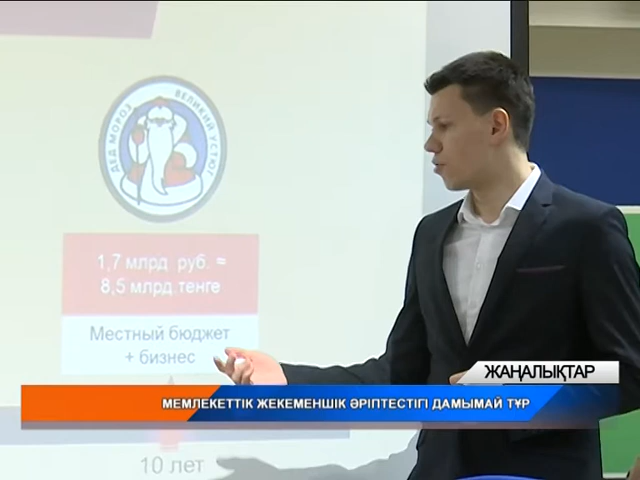 ДЕД МОРОЗ ВЕЛИКИЙ УСТЮГ
1,7 млрд руб. =
8,5 млрд.тенге
Местный бюджет
+ бизнес
ЖАҢАЛЫҚТАР
МЕМЛЕКЕТТІК ЖЕКЕМЕНШІК ӘРІПТЕСТІГІ ДАМЫМАЙ ТҰР
10 лет